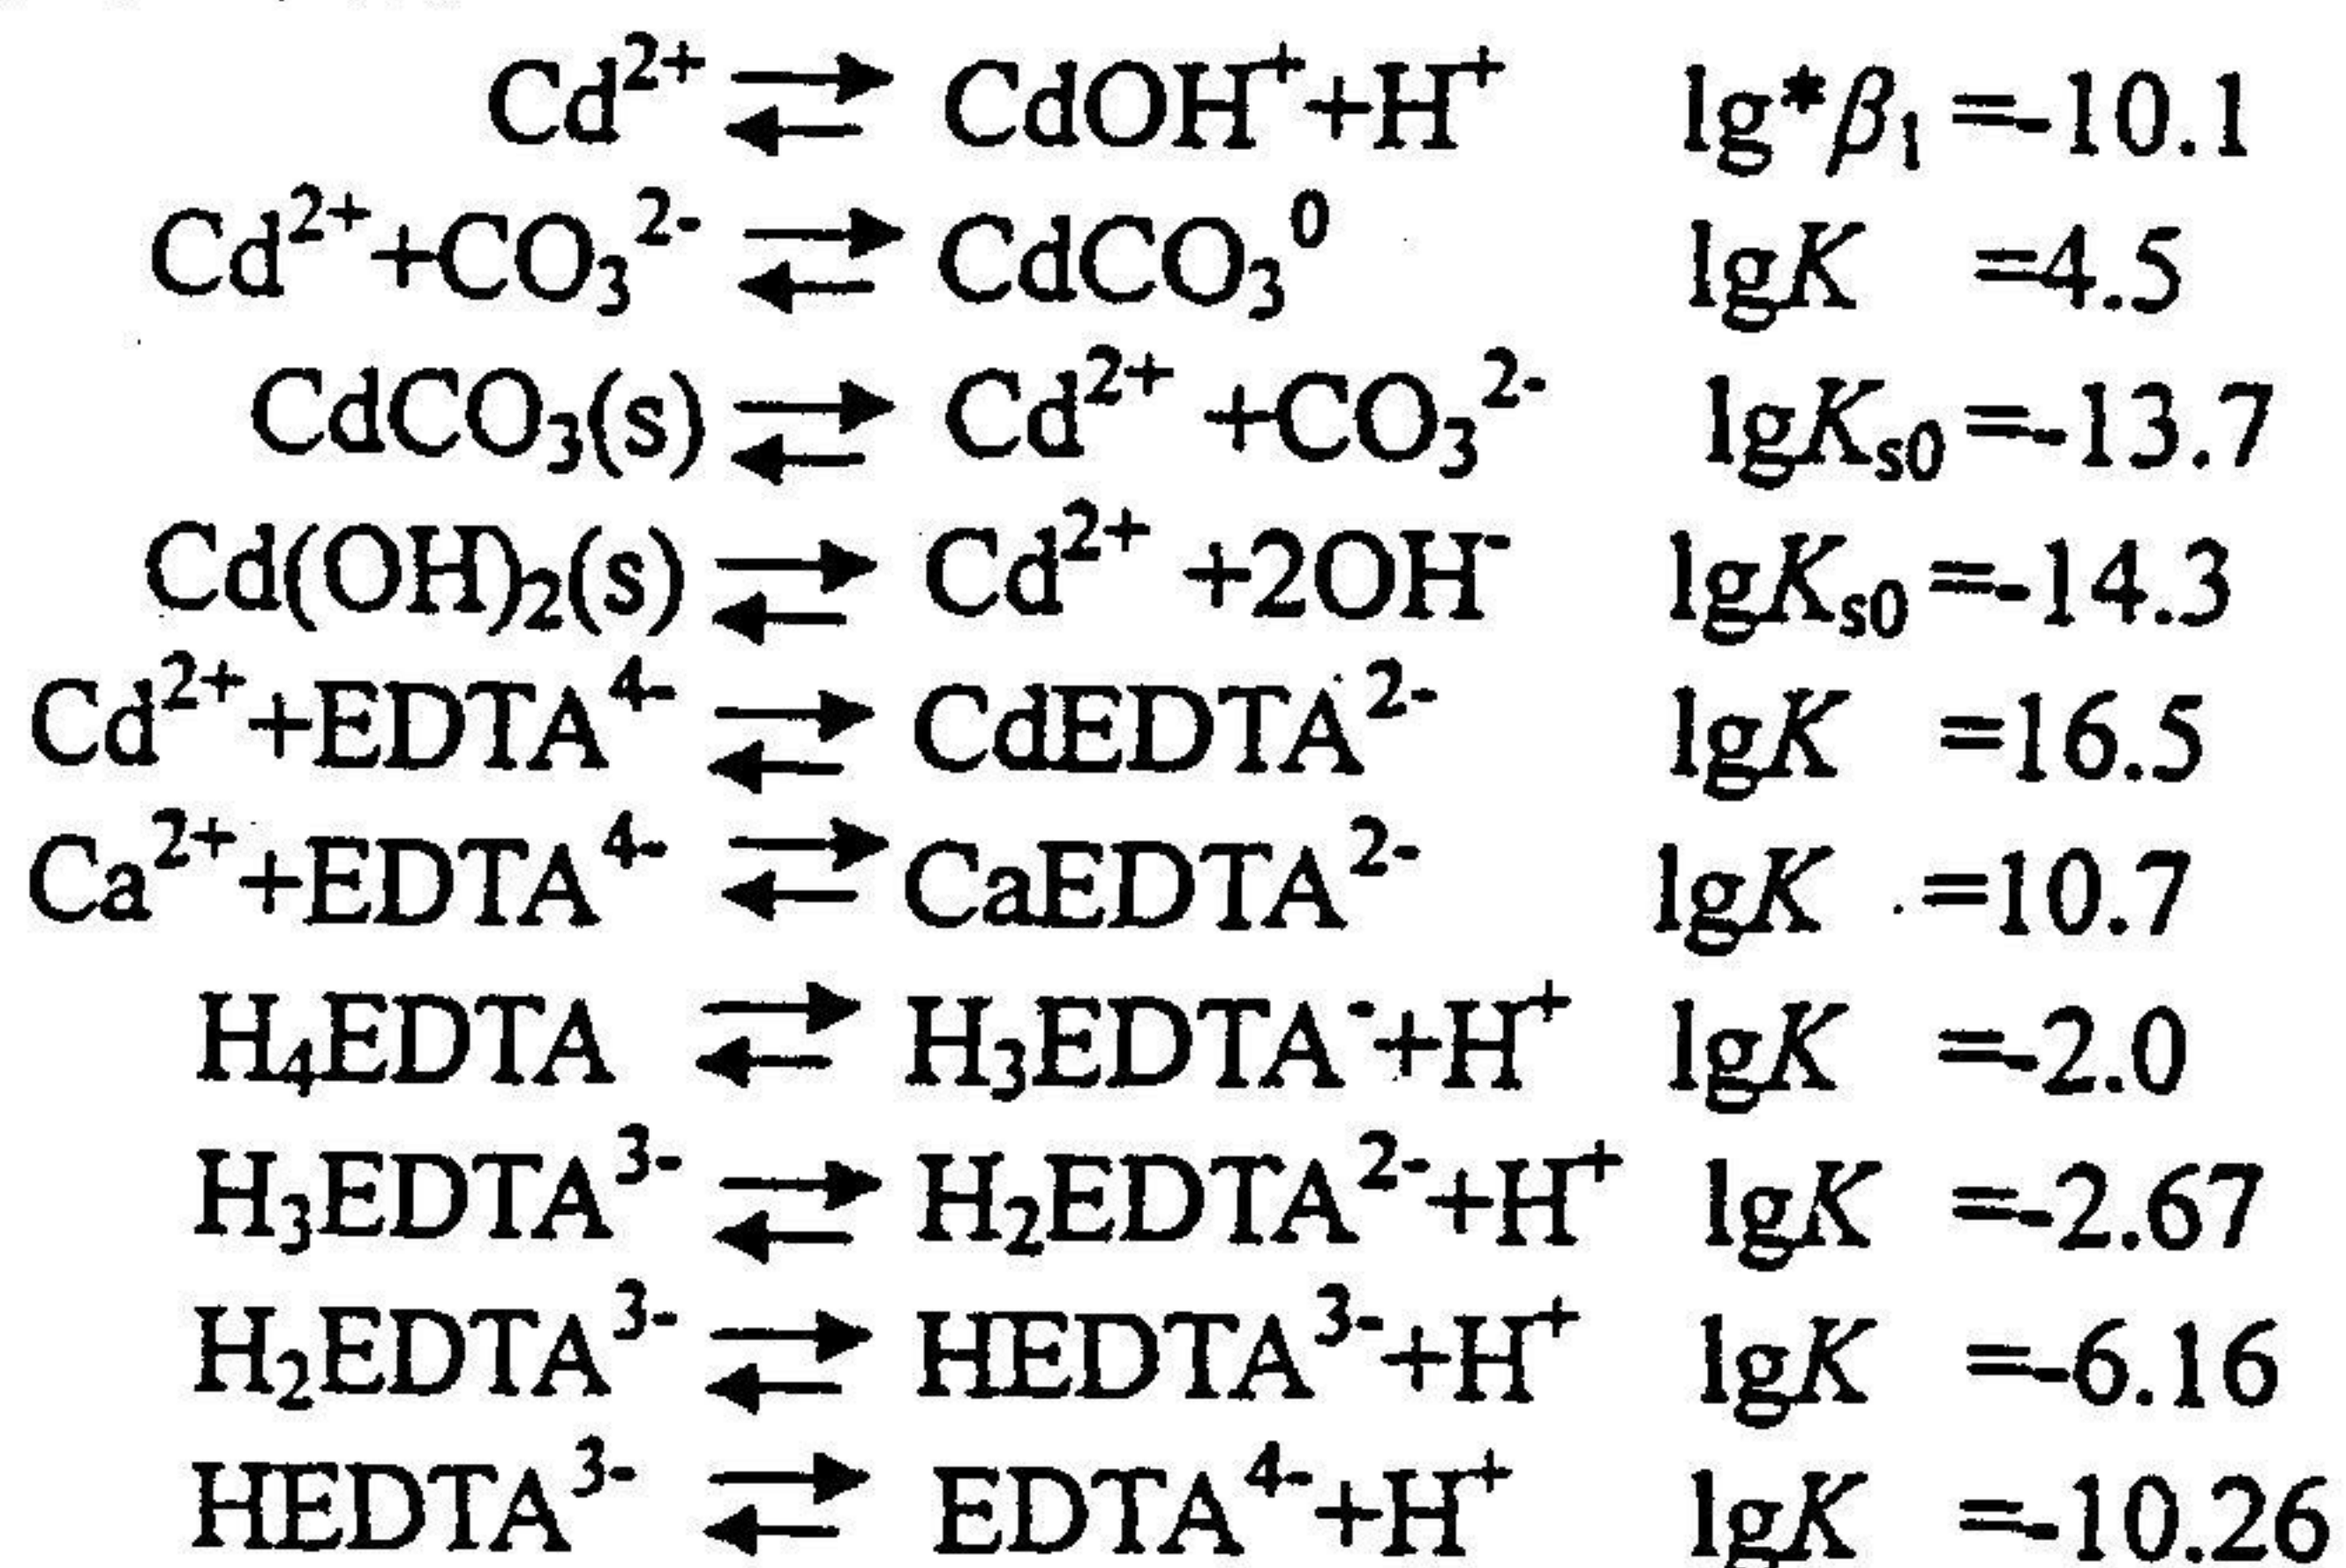 Cd²⁺ ⇄ CdOH⁺+H⁺ lg*β₁ =-10.1
Cd²⁺+CO₃²⁻ ⇄ CdCO₃⁰ lgK =4.5
CdCO₃(s) ⇄ Cd²⁺ +CO₃²⁻ lgKₛ₀ =-13.7
Cd(OH)₂(s) ⇄ Cd²⁺ +2OH⁻ lgKₛ₀ =-14.3
Cd²⁺+EDTA⁴⁻ ⇄ CdEDTA²⁻ lgK =16.5
Ca²⁺+EDTA⁴⁻ ⇄ CaEDTA²⁻ lgK =10.7
H₄EDTA ⇄ H₃EDTA⁻+H⁺ lgK =-2.0
H₃EDTA³⁻ ⇄ H₂EDTA²⁻+H⁺ lgK =-2.67
H₂EDTA³⁻ ⇄ HEDTA³⁻+H⁺ lgK =-6.16
HEDTA³⁻ ⇄ EDTA⁴⁻+H⁺ lgK =-10.26